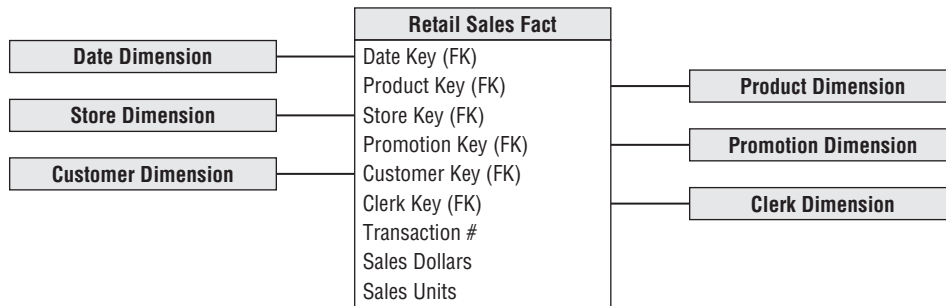 Retail Sales Fact
Date Key (FK)
Product Key (FK)
Store Key (FK)
Promotion Key (FK)
Customer Key (FK)
Clerk Key (FK)
Transaction #
Sales Dollars
Sales Units
Date Dimension
Store Dimension
Customer Dimension
Product Dimension
Promotion Dimension
Clerk Dimension